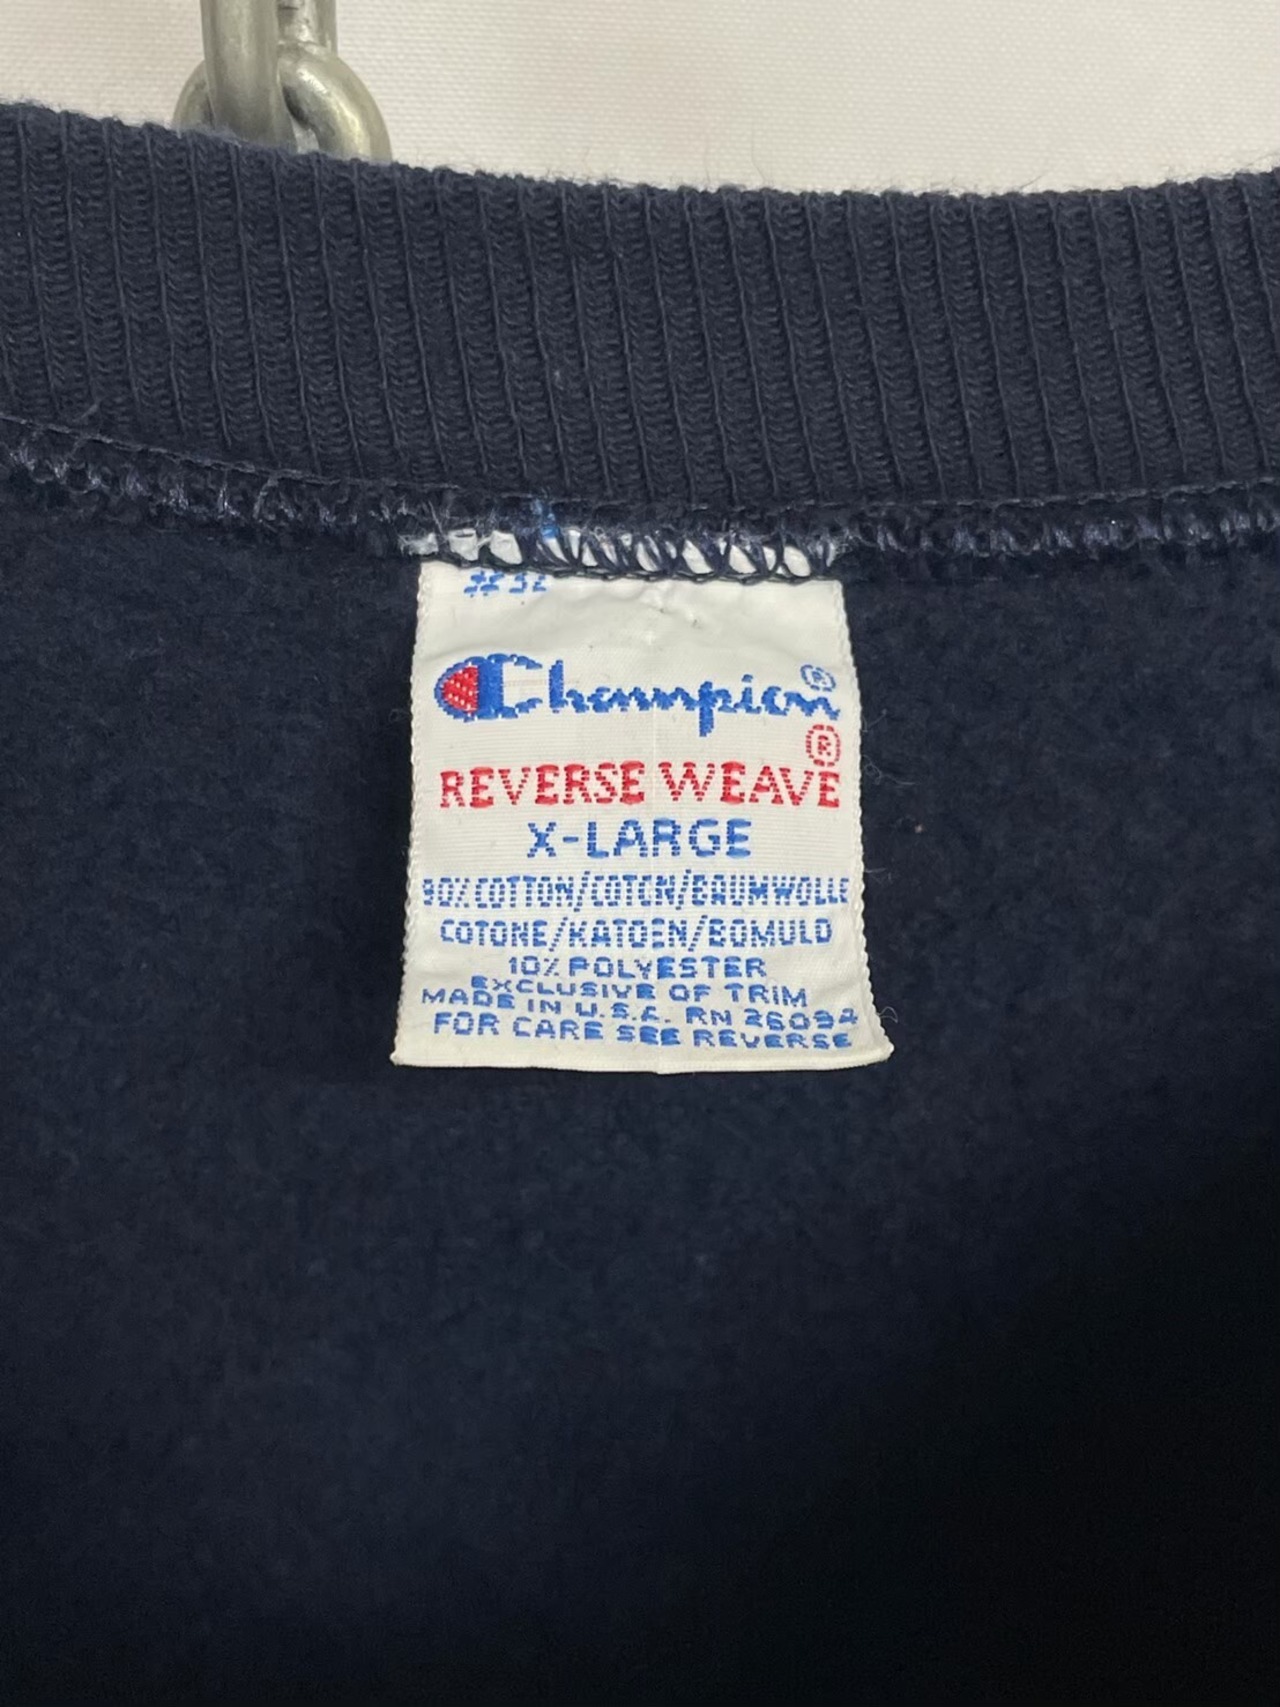 Champion®
REVERSE WEAVE®
X-LARGE
90% COTTON/COTON/BAUMWOLLE
COTONE/KATOEN/BOMULD
10% POLYESTER
EXCLUSIVE OF TRIM
MADE IN U.S.A. RN 26094
FOR CARE SEE REVERSE